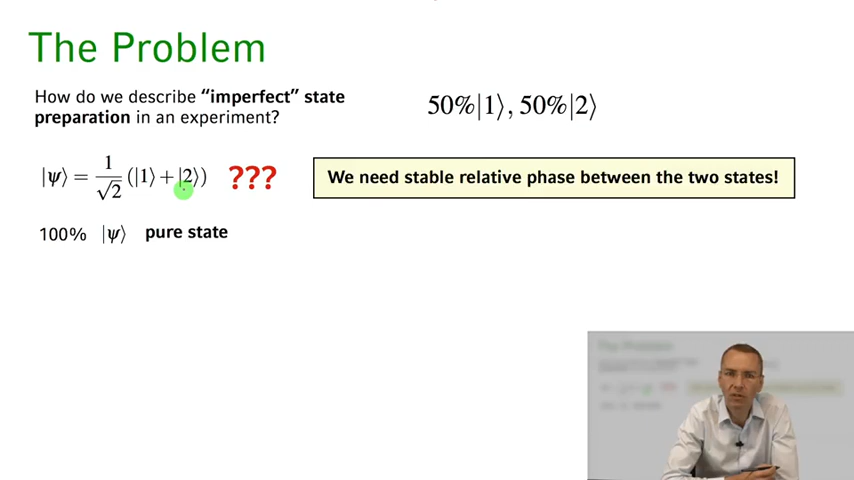 The Problem
How do we describe “imperfect” state
preparation in an experiment?
50%|1⟩, 50%|2⟩
|ψ⟩ = 1/√2 (|1⟩ + |2⟩) ???
We need stable relative phase between the two states!
100% |ψ⟩ pure state